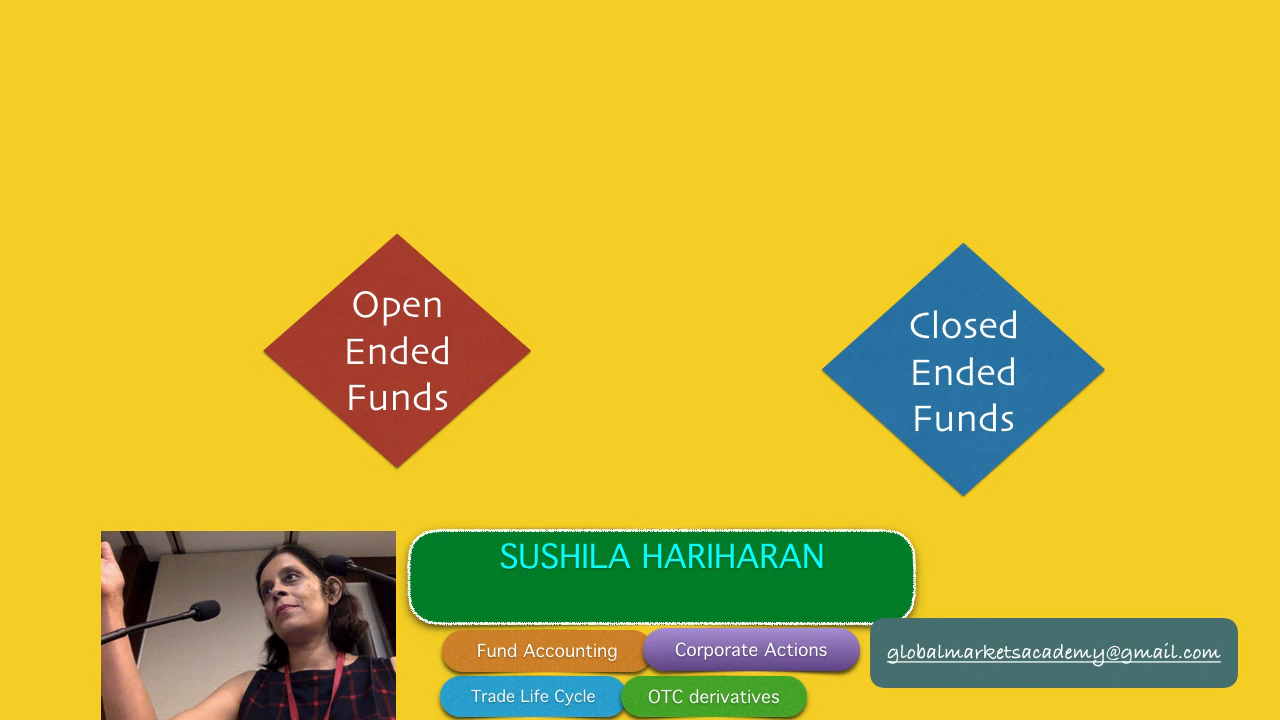 Open
Ended
Funds
Closed
Ended
Funds
SUSHILA HARIHARAN
Fund Accounting
Corporate Actions
globalmarketsacademy@gmail.com
Trade Life Cycle
OTC derivatives